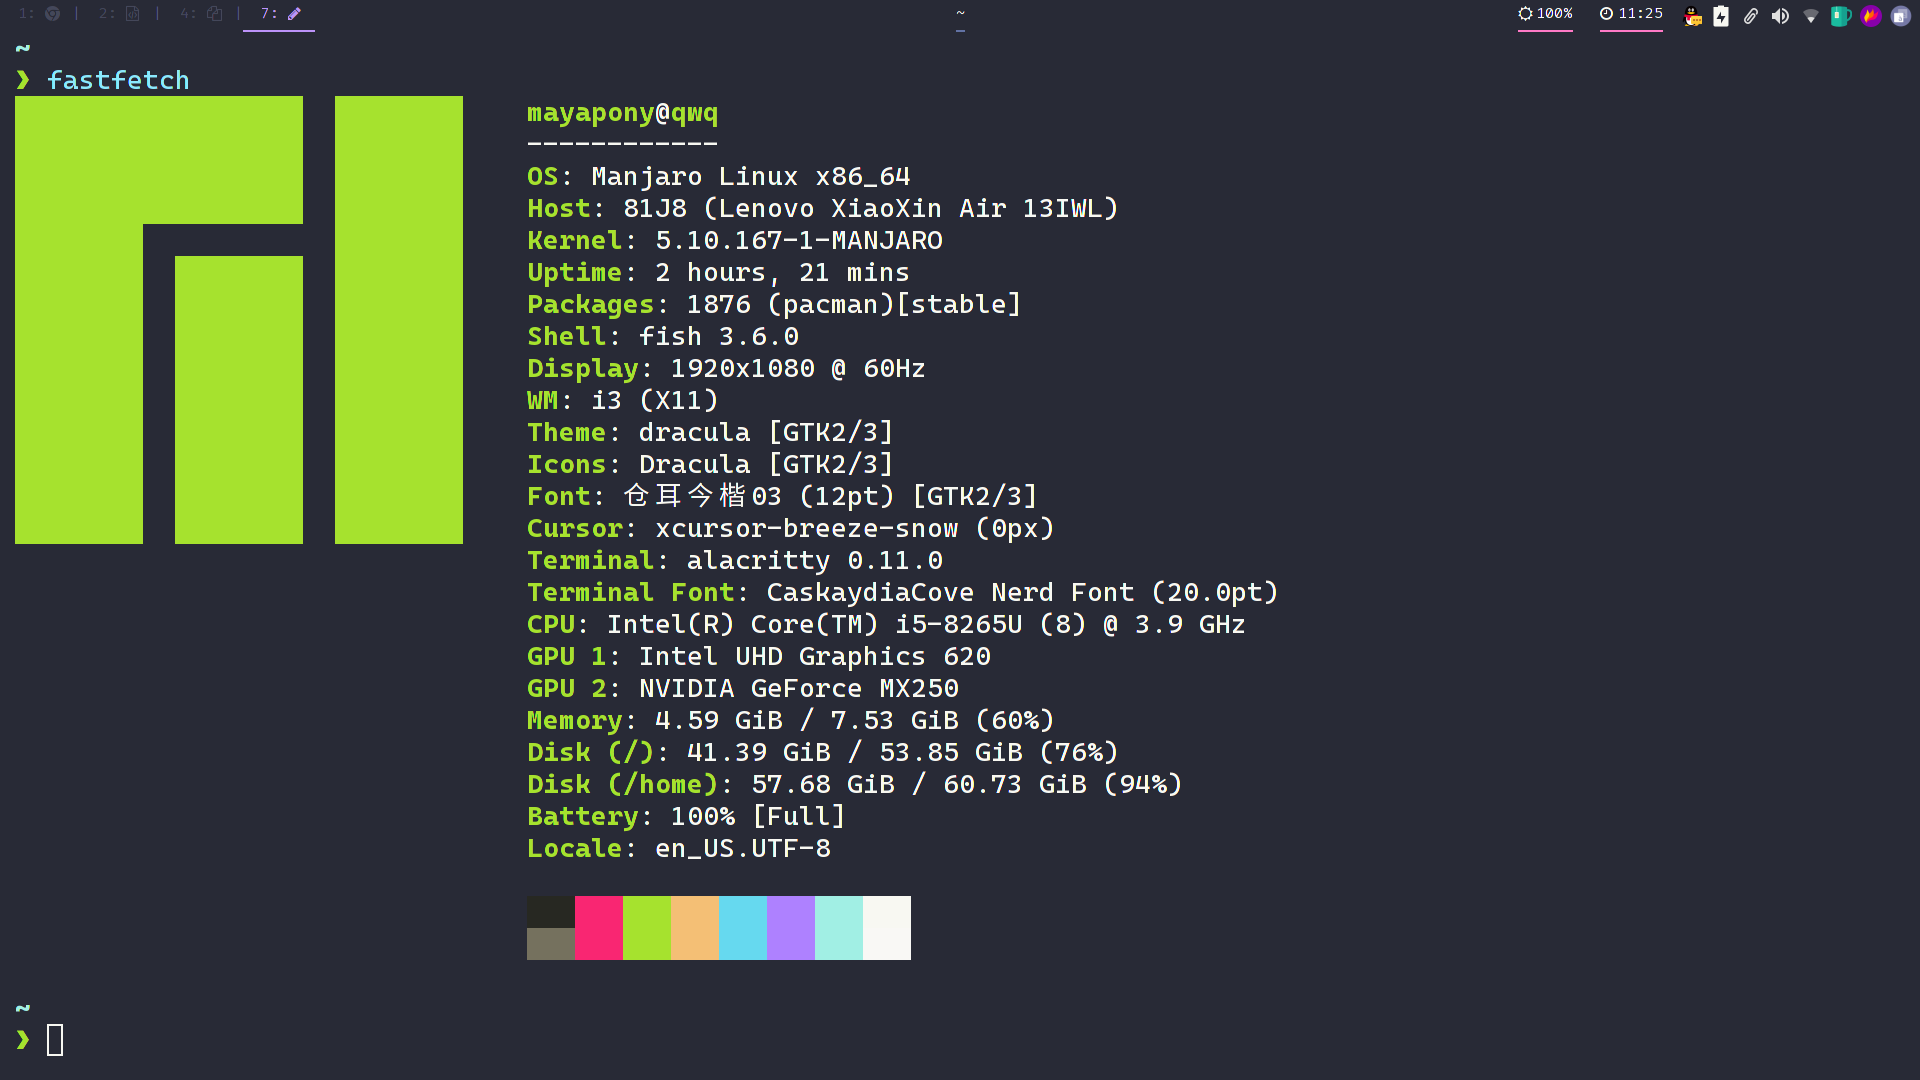 1: | 2: | 4: | 7:
~
100% 11:25
~
❯ fastfetch
mayapony@qwq
------------
OS: Manjaro Linux x86_64
Host: 81J8 (Lenovo XiaoXin Air 13IWL)
Kernel: 5.10.167-1-MANJARO
Uptime: 2 hours, 21 mins
Packages: 1876 (pacman)[stable]
Shell: fish 3.6.0
Display: 1920x1080 @ 60Hz
WM: i3 (X11)
Theme: dracula [GTK2/3]
Icons: Dracula [GTK2/3]
Font: 仓耳今楷03 (12pt) [GTK2/3]
Cursor: xcursor-breeze-snow (0px)
Terminal: alacritty 0.11.0
Terminal Font: CaskaydiaCove Nerd Font (20.0pt)
CPU: Intel(R) Core(TM) i5-8265U (8) @ 3.9 GHz
GPU 1: Intel UHD Graphics 620
GPU 2: NVIDIA GeForce MX250
Memory: 4.59 GiB / 7.53 GiB (60%)
Disk (/): 41.39 GiB / 53.85 GiB (76%)
Disk (/home): 57.68 GiB / 60.73 GiB (94%)
Battery: 100% [Full]
Locale: en_US.UTF-8
~
❯